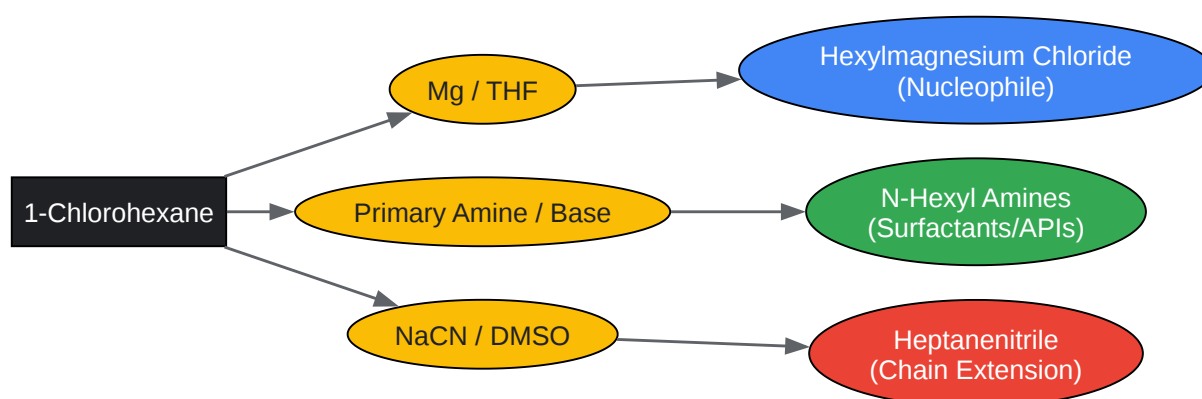 1-Chlorohexane
Mg / THF
Hexylmagnesium Chloride
(Nucleophile)
Primary Amine / Base
N-Hexyl Amines
(Surfactants/APIs)
NaCN / DMSO
Heptanenitrile
(Chain Extension)